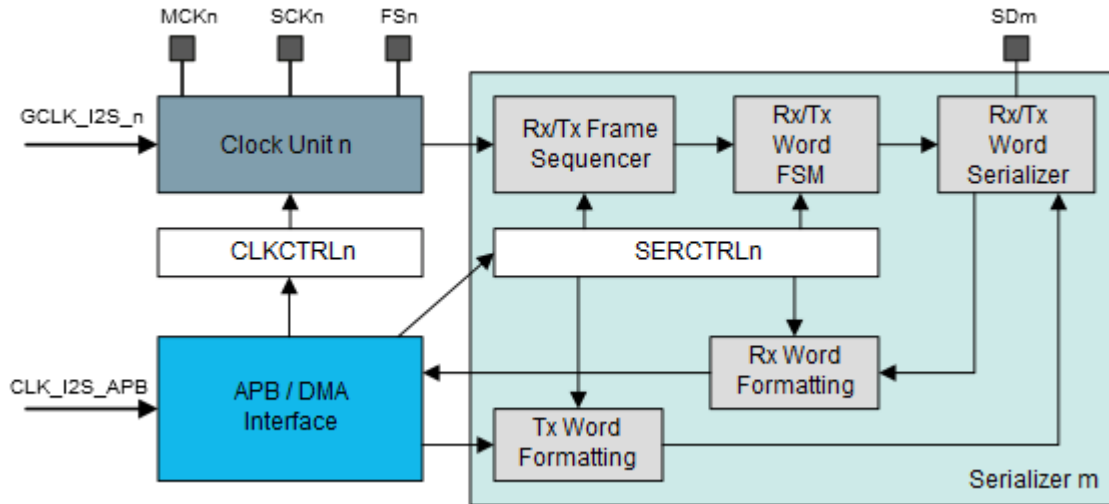 MCKn
SCKn
FSn
SDm
GCLK_I2S_n
Clock Unit n
Rx/Tx Frame
Sequencer
Rx/Tx
Word
FSM
Rx/Tx
Word
Serializer
CLKCTRLn
SERCTRLn
CLK_I2S_APB
APB / DMA
Interface
Rx Word
Formatting
Tx Word
Formatting
Serializer m